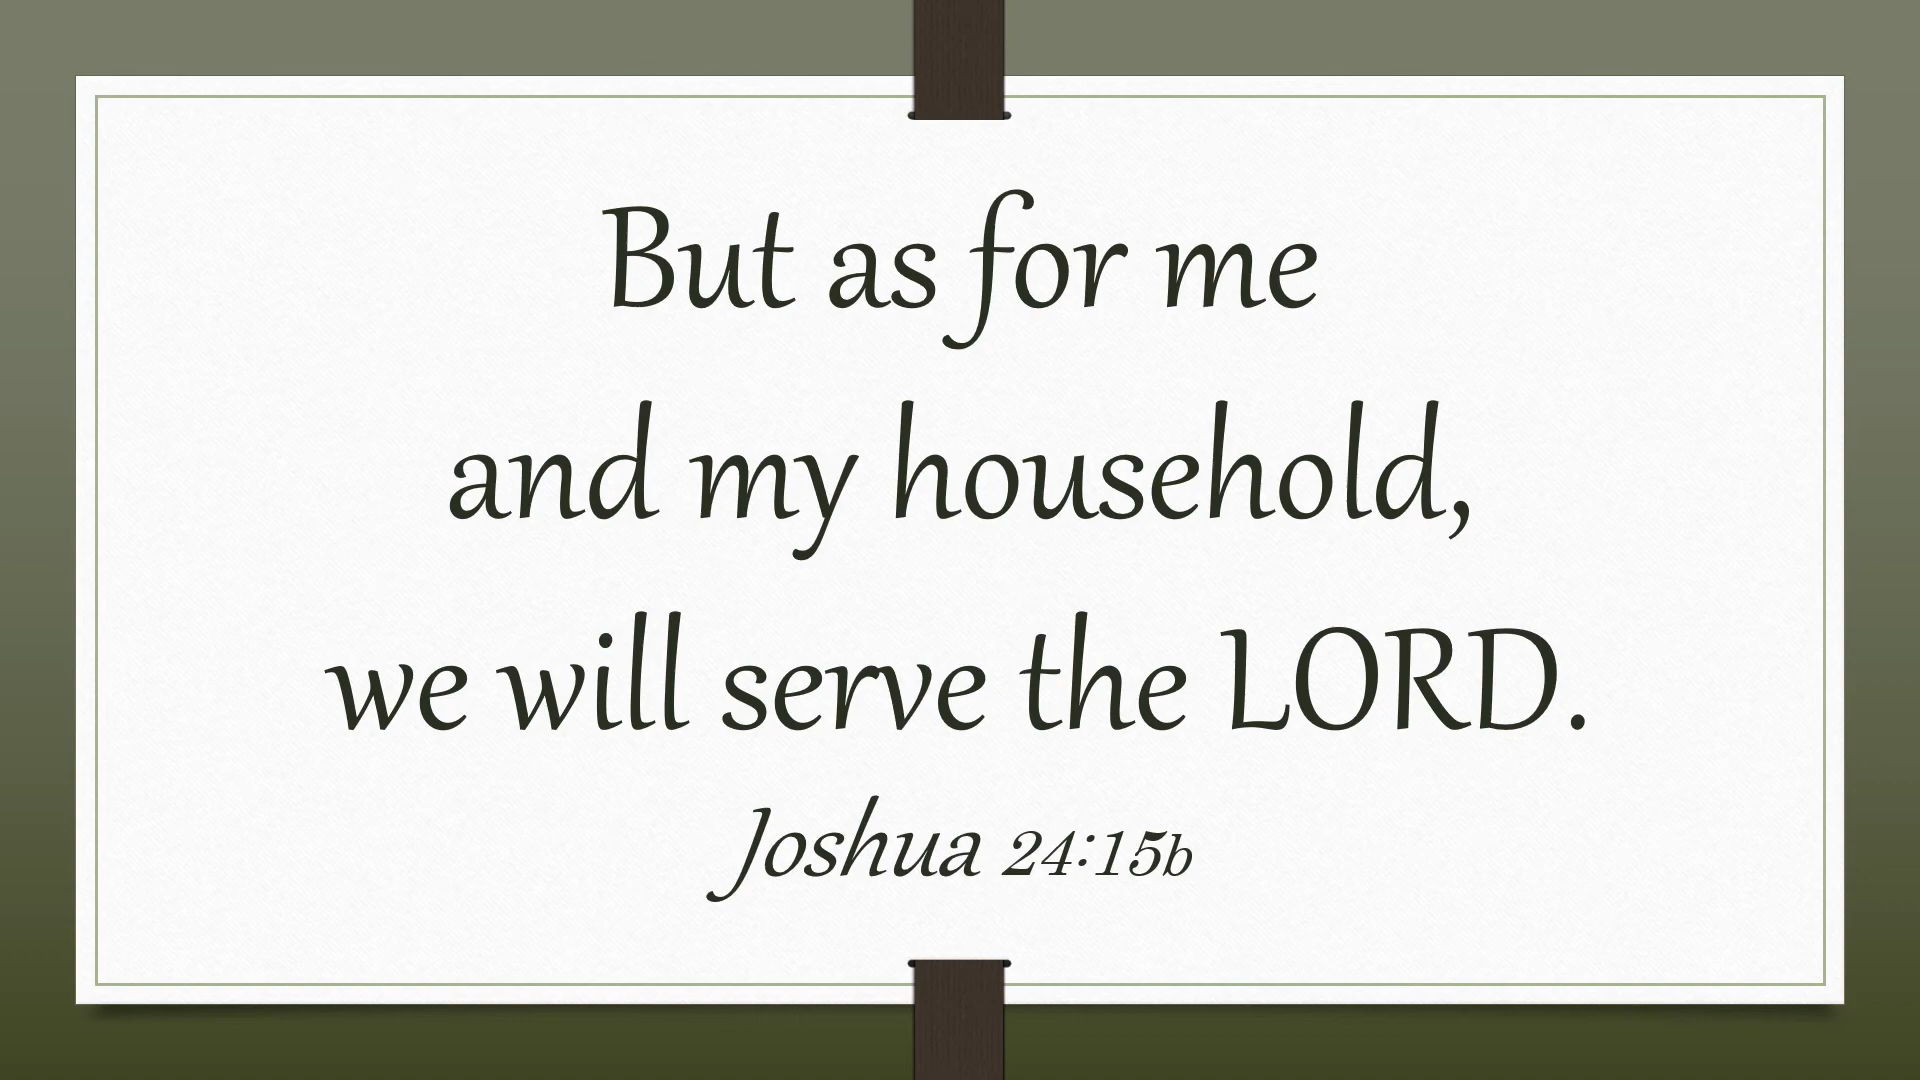 But as for me
and my household,
we will serve the LORD.
Joshua 24:15b